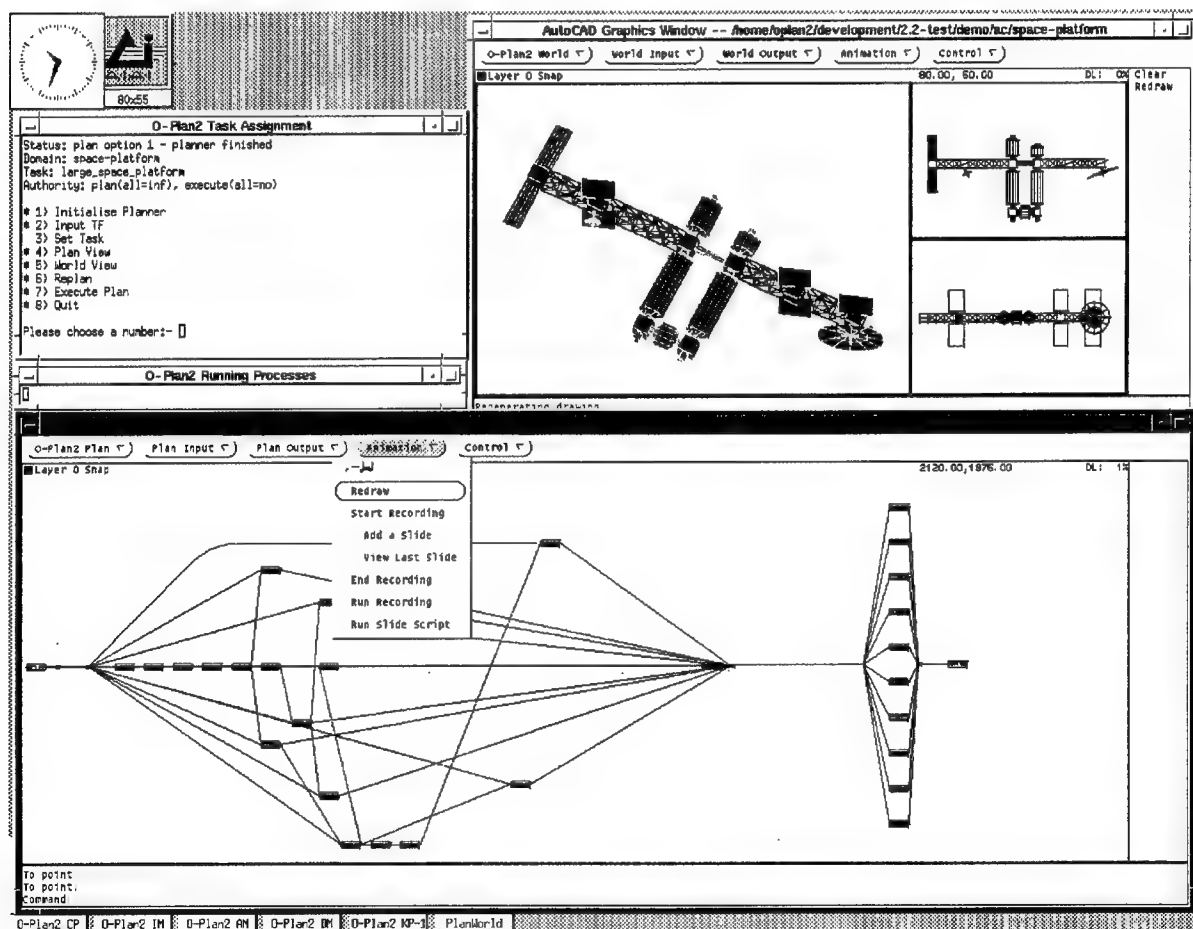 80x55
O-Plan2 Task Assignment
Status: plan option 1 - planner finished
Domain: space-platform
Task: large_space_platform
Authority: plan(all=inf), execute(all=no)
* 1) Initialise Planner
* 2) Input TF
3) Set Task
* 4) Plan View
* 5) World View
* 6) Replan
* 7) Execute Plan
* 8) Quit
Please choose a number:-
O-Plan2 Running Processes
AutoCAD Graphics Window -- /home/oplan2/development/2.2-test/demo/uc/space-platform
O-Plan2 World World Input World Output Animation Control
Layer 0 Snap 80.00, 60.00 DL: 0% Clear
Redraw
Regenerating drawing
O-Plan2 Plan Plan Input Plan Output Animation Control
Layer 0 Snap 2120.00,1976.00 DL: 1%
Redraw
Start Recording
Add a Slide
View Last Slide
End Recording
Run Recording
Run Slide Script
To point
To point:
Command
O-Plan2 CP O-Plan2 IM O-Plan2 AM O-Plan2 DM O-Plan2 KP-1 PlanWorld